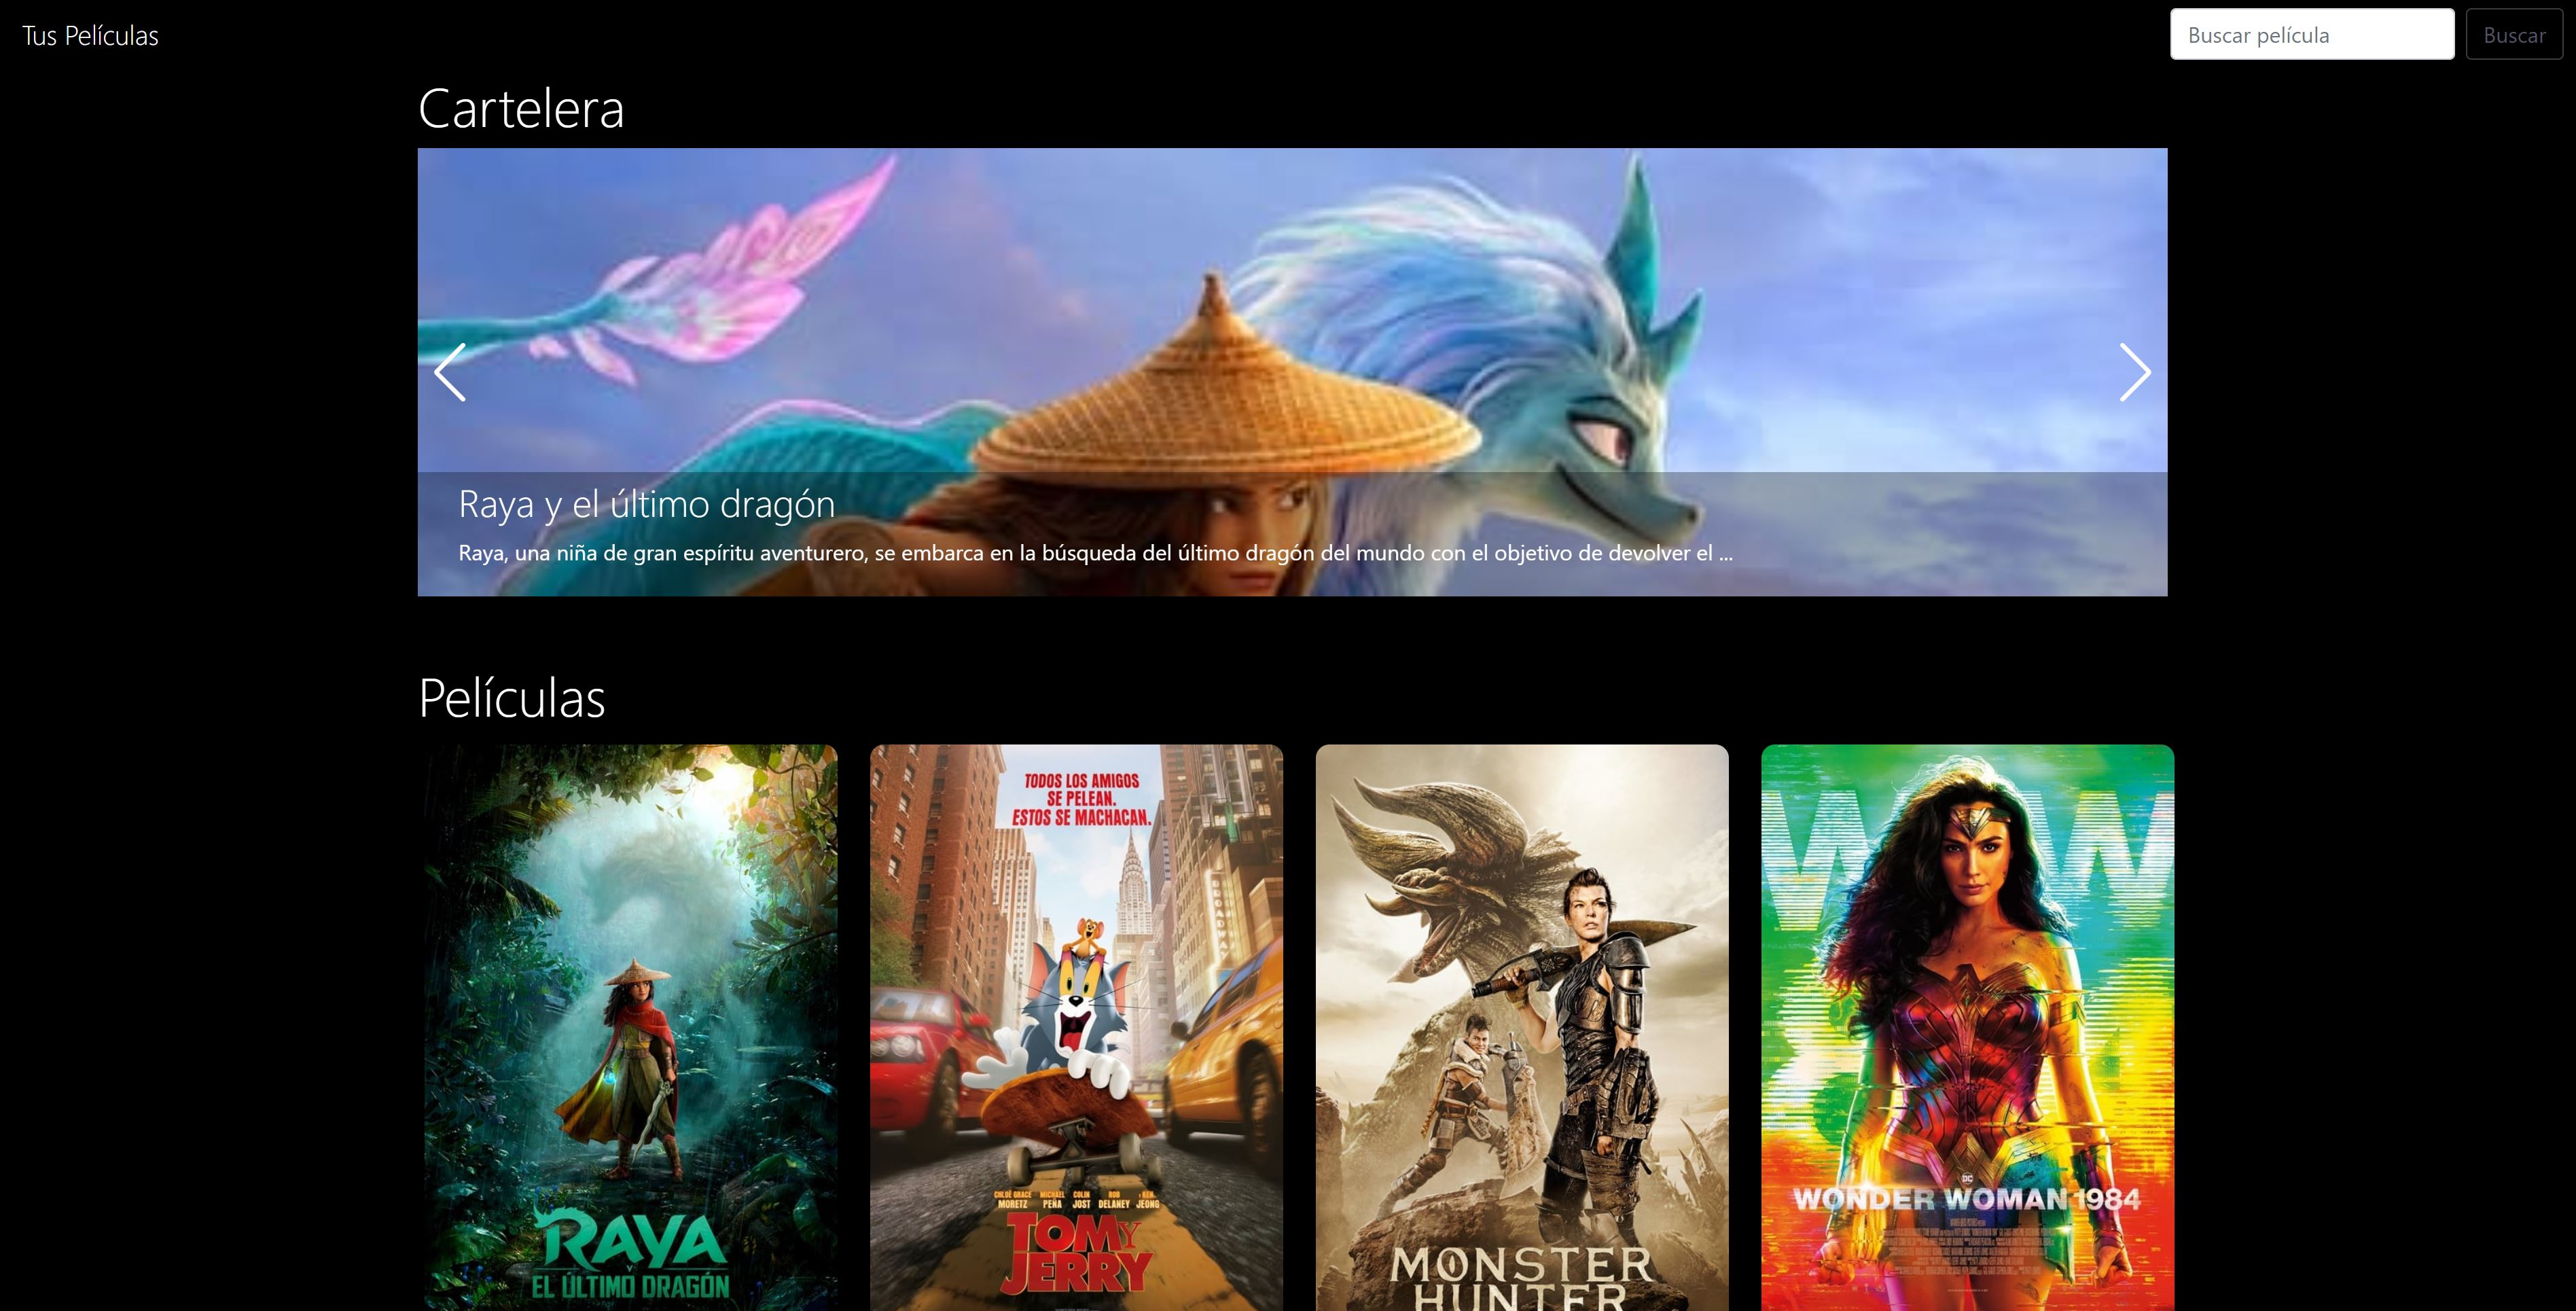 Tus Películas
Buscar película
Buscar
Cartelera
Raya y el último dragón
Raya, una niña de gran espíritu aventurero, se embarca en la búsqueda del último dragón del mundo con el objetivo de devolver el ...
Películas
RAYA
Y
EL ÚLTIMO DRAGÓN
TODOS LOS AMIGOS
SE PELEAN.
ESTOS SE MACHACAN.
BROADWAY
CHLOË GRACE MORETZ MICHAEL PEÑA COLIN JOST ROB DELANEY Y KEN JEONG
TOM Y
JERRY
MONSTER
HUNTER
WW
DC
WONDER WOMAN 1984